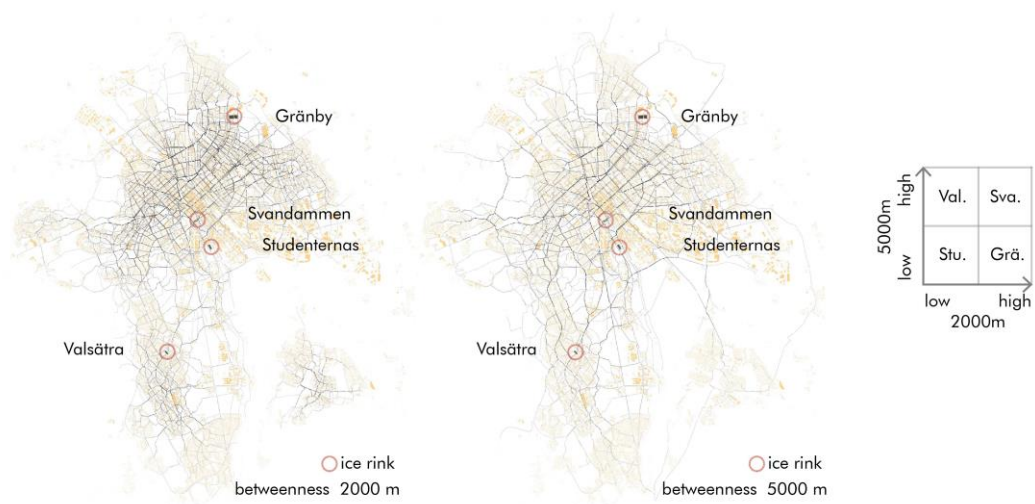 Gränby
Svandammen
Studenternas
Valsätra
ice rink
betweenness 2000 m
Gränby
Svandammen
Studenternas
Valsätra
ice rink
betweenness 5000 m
5000m
high
low
Val.
Sva.
Stu.
Grä.
low
high
2000m